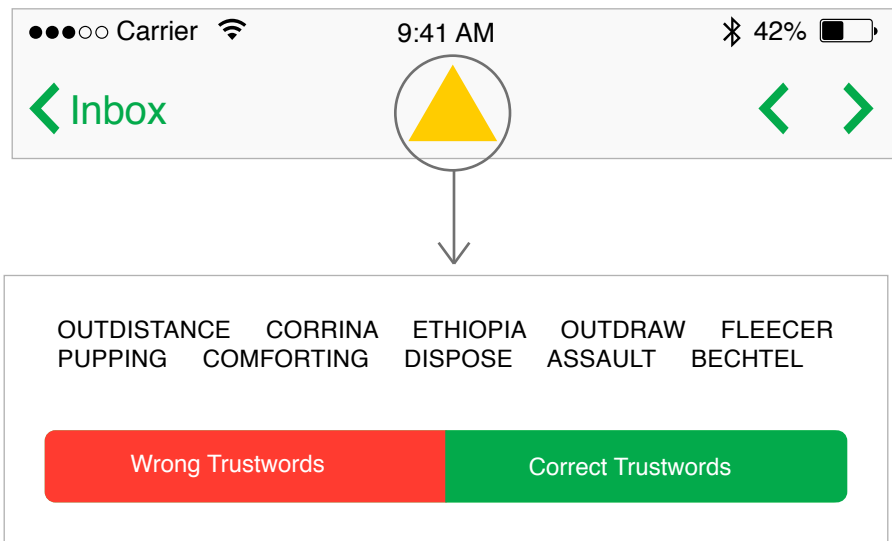 Carrier 9:41 AM 42%
Inbox
OUTDISTANCE CORRINA ETHIOPIA OUTDRAW FLEECER
PUPPING COMFORTING DISPOSE ASSAULT BECHTEL
Wrong Trustwords Correct Trustwords